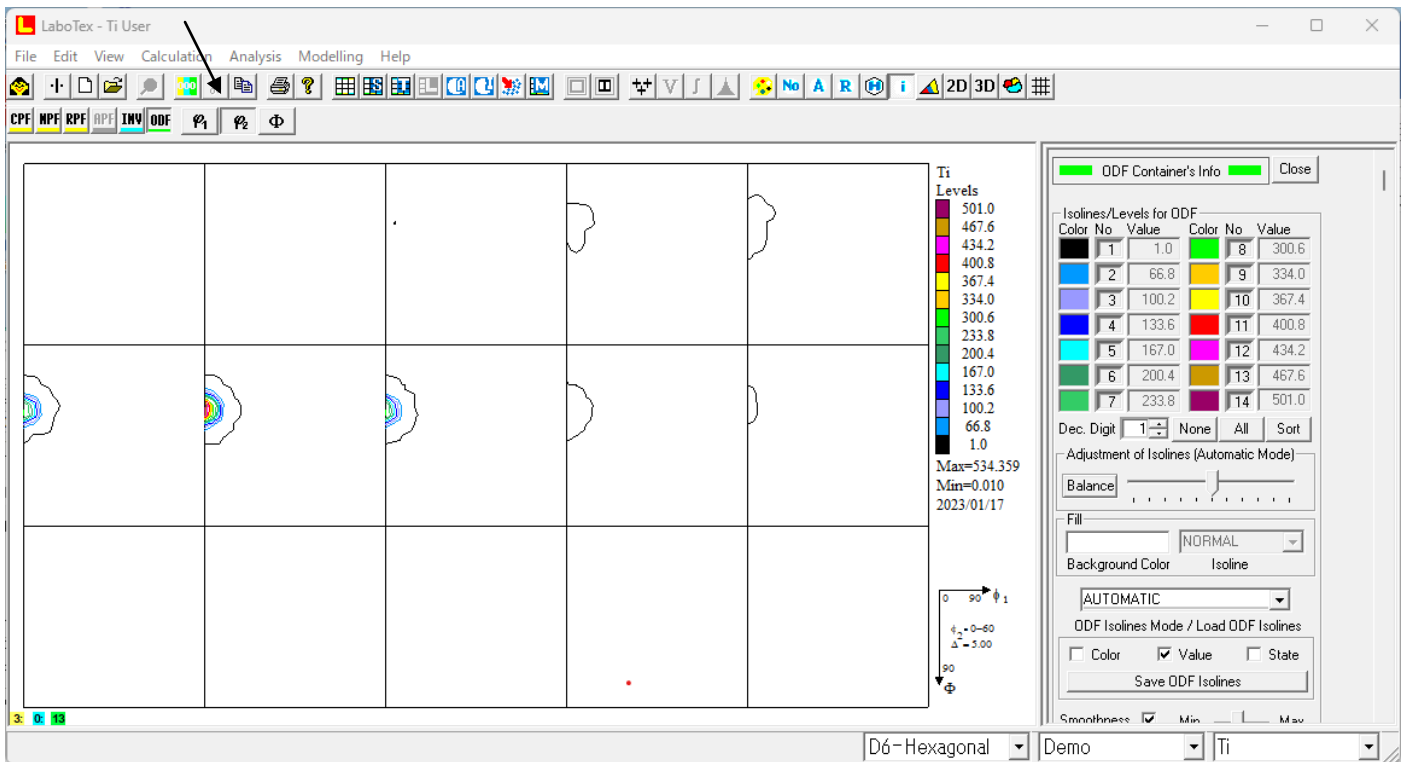 LaboTex - Ti User
File Edit View Calculation Analysis Modelling Help
No A R H i 2D 3D
CPF NPF RPF APF INV ODF φ1 φ2 Φ
Ti
Levels
501.0
467.6
434.2
400.8
367.4
334.0
300.6
233.8
200.4
167.0
133.6
100.2
66.8
1.0
Max=534.359
Min=0.010
2023/01/17
0 90 ϕ1
ϕ2=0-60
Δ=5.00
90
Φ
3: 0: 13
ODF Container's Info Close
Isolines/Levels for ODF
Color No Value Color No Value
1 1.0 8 300.6
2 66.8 9 334.0
3 100.2 10 367.4
4 133.6 11 400.8
5 167.0 12 434.2
6 200.4 13 467.6
7 233.8 14 501.0
Dec. Digit 1 None All Sort
Adjustment of Isolines (Automatic Mode)
Balance
Fill
NORMAL
Background Color Isoline
AUTOMATIC
ODF Isolines Mode / Load ODF Isolines
Color Value State
Save ODF Isolines
Smoothness Min Max
D6-Hexagonal Demo Ti